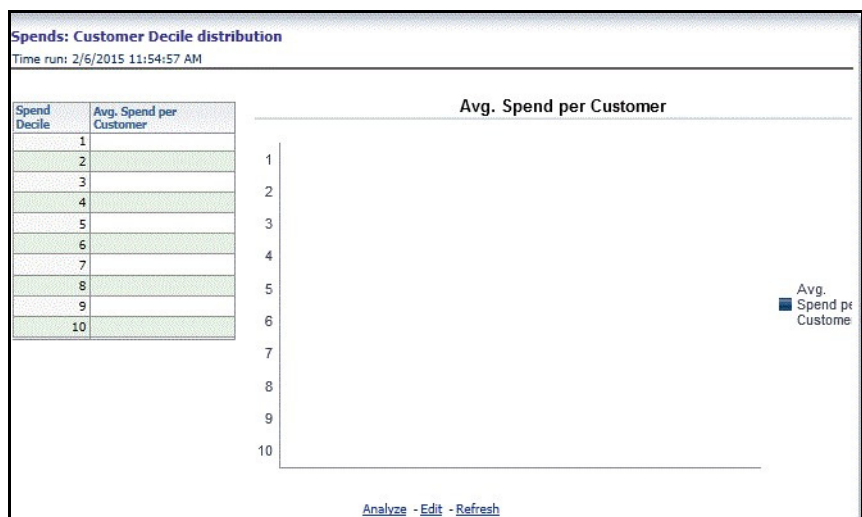 Spends: Customer Decile distribution
Time run: 2/6/2015 11:54:57 AM
Spend Decile
Avg. Spend per Customer
1
2
3
4
5
6
7
8
9
10
Avg. Spend per Customer
1
2
3
4
5
6
7
8
9
10
Avg.
Spend pe
Custome
Analyze - Edit - Refresh